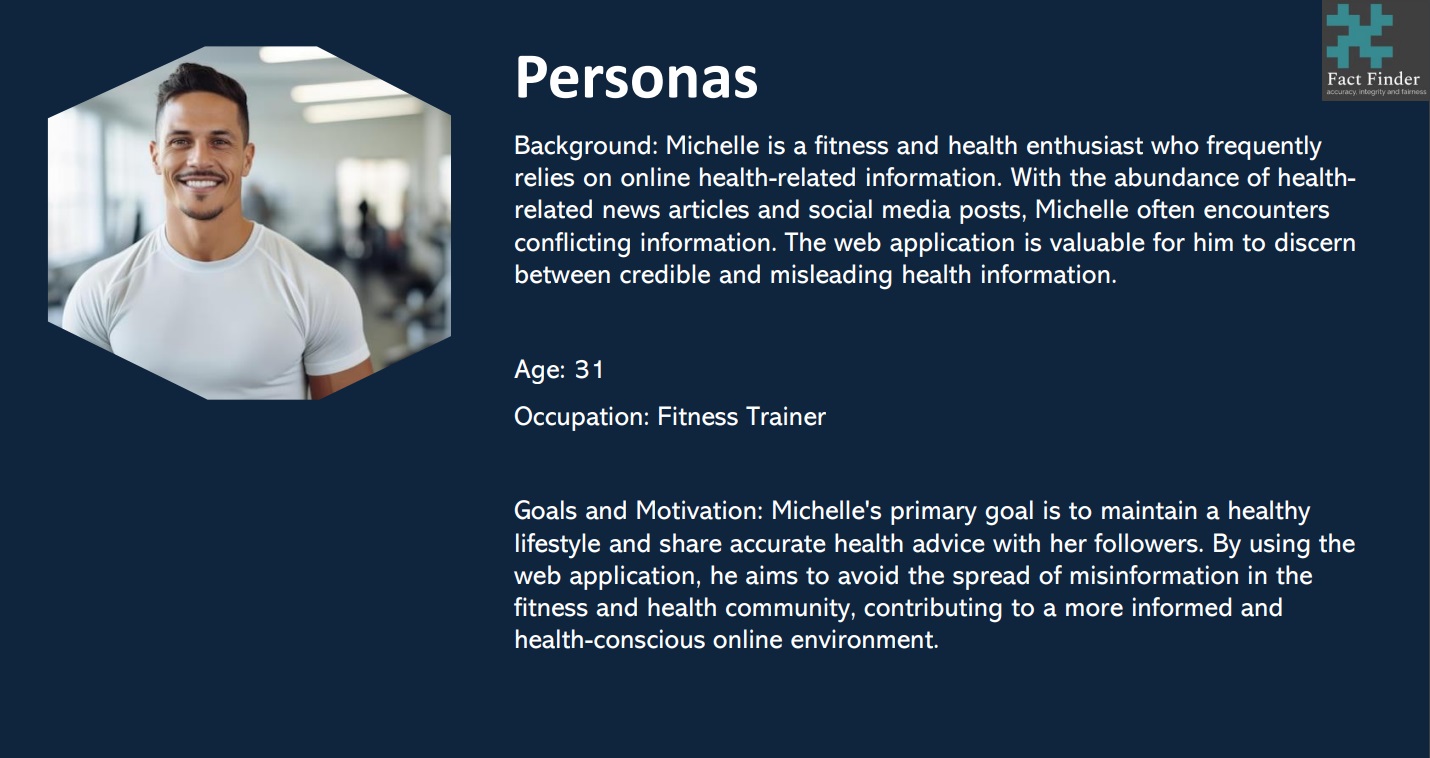 Fact Finder
accuracy, integrity and fairness
Personas
Background: Michelle is a fitness and health enthusiast who frequently
relies on online health-related information. With the abundance of health-
related news articles and social media posts, Michelle often encounters
conflicting information. The web application is valuable for him to discern
between credible and misleading health information.
Age: 31
Occupation: Fitness Trainer
Goals and Motivation: Michelle's primary goal is to maintain a healthy
lifestyle and share accurate health advice with her followers. By using the
web application, he aims to avoid the spread of misinformation in the
fitness and health community, contributing to a more informed and
health-conscious online environment.